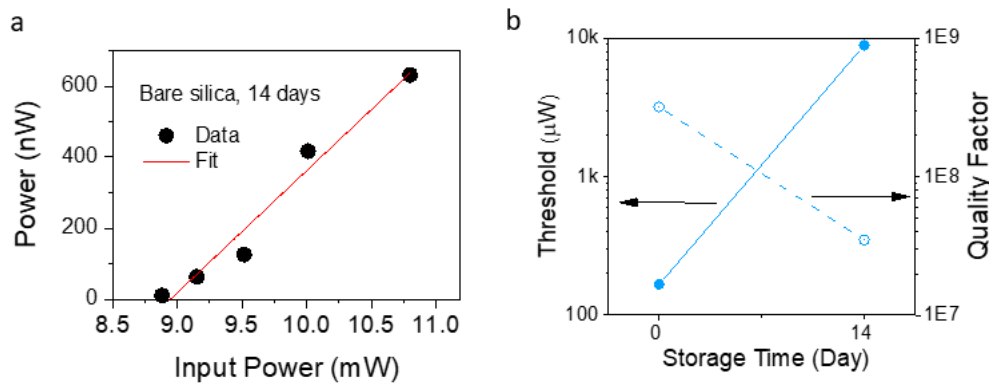 a
Power (nW)
600
400
200
0
Bare silica, 14 days
Data
Fit
8.5 9.0 9.5 10.0 10.5 11.0
Input Power (mW)
b
Threshold (μW)
10k
1k
100
0 14
Storage Time (Day)
1E9
1E8
1E7
Quality Factor